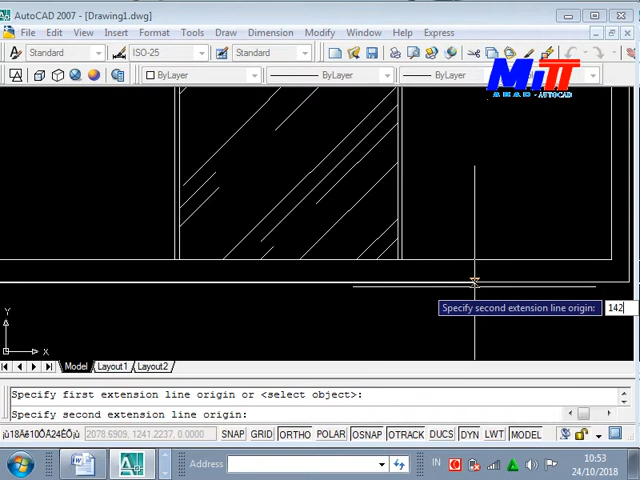 AutoCAD 2007 - [Drawing1.dwg]
File Edit View Insert Format Tools Draw Dimension Modify Window Help Express
Standard ISO-25 Standard
ByLayer ByLayer ByLayer
MiTT
AKAD -AUTOCAD
Specify second extension line origin: 142
Y
X
Model Layout1 Layout2
Specify first extension line origin or <select object>:
Specify second extension line origin:
2078.6909, 1241.2237, 0.0000 SNAP GRID ORTHO POLAR OSNAP OTRACK DUCS DYN LWT MODEL
Address IN 10:53
24/10/2018